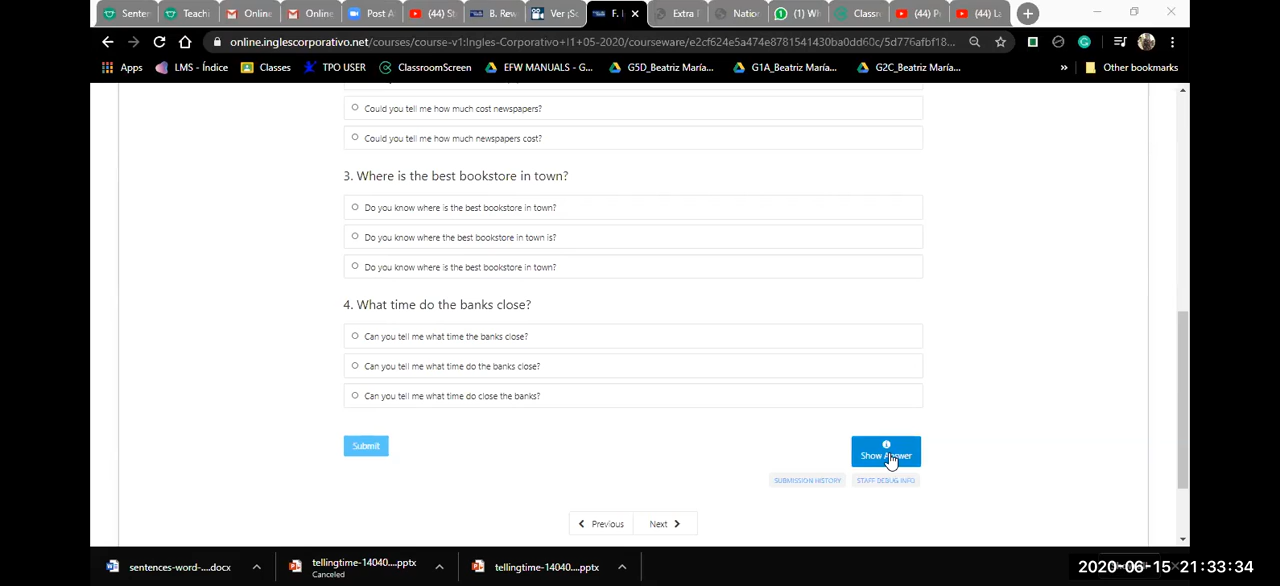 Senter
Teachi
Online
Online
Post A
(44) St
B. Rew
Ver ¡So
F. I
Extra T
Nation
(1) Wh
Classr
(44) P
(44) La
online.inglescorporativo.net/courses/course-v1:Ingles-Corporativo+I1+05-2020/courseware/e2cf624e5a474e8781541430ba0dd60c/5d776afbf18...
Apps
LMS - Índice
Classes
TPO USER
ClassroomScreen
EFW MANUALS - G...
G5D_Beatriz María...
G1A_Beatriz María...
G2C_Beatriz María...
»
Other bookmarks
Could you tell me how much cost newspapers?
Could you tell me how much newspapers cost?
3. Where is the best bookstore in town?
Do you know where is the best bookstore in town?
Do you know where the best bookstore in town is?
Do you know where is the best bookstore in town?
4. What time do the banks close?
Can you tell me what time the banks close?
Can you tell me what time do the banks close?
Can you tell me what time do close the banks?
Submit
Show Answer
SUBMISSION HISTORY
STAFF DEBUG INFO
Previous
Next
sentences-word-....docx
tellingtime-14040....pptx
Canceled
tellingtime-14040....pptx
2020-06-15 21:33:34